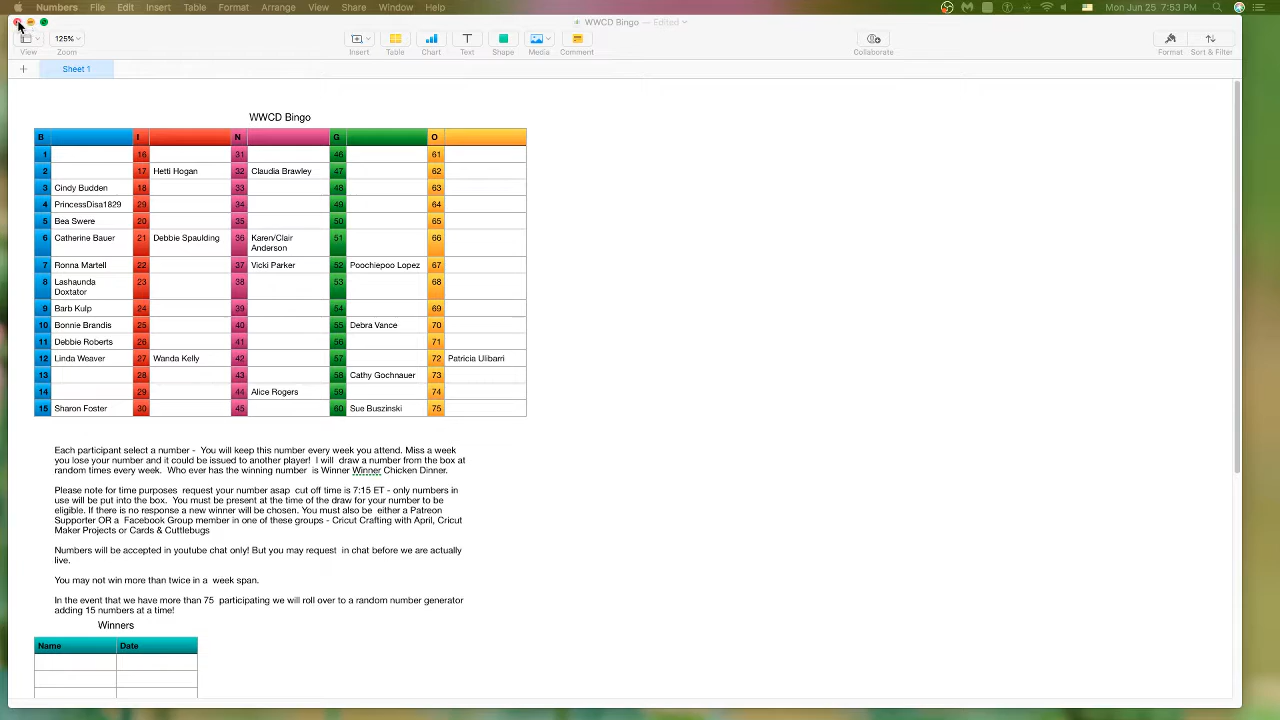 Numbers File Edit Insert Table Format Arrange View Share Window Help Mon Jun 25 7:53 PM
WWCD Bingo — Edited
125%
View Zoom Insert Table Chart Text Shape Media Comment Collaborate Format Sort & Filter
Sheet 1
WWCD Bingo
B I N G O
1 16 31 46 61
2 17 Hetti Hogan 32 Claudia Brawley 47 62
3 Cindy Budden 18 33 48 63
4 PrincessDisa1829 29 34 49 64
5 Bea Swere 20 35 50 65
6 Catherine Bauer 21 Debbie Spaulding 36 Karen/Clair 51 66
Anderson
7 Ronna Martell 22 37 Vicki Parker 52 Poochiepoo Lopez 67
8 Lashaunda 23 38 53 68
Doxtator
9 Barb Kulp 24 39 54 69
10 Bonnie Brandis 25 40 55 Debra Vance 70
11 Debbie Roberts 26 41 56 71
12 Linda Weaver 27 Wanda Kelly 42 57 72 Patricia Ulibarri
13 28 43 58 Cathy Gochnauer 73
14 29 44 Alice Rogers 59 74
15 Sharon Foster 30 45 60 Sue Buszinski 75
Each participant select a number - You will keep this number every week you attend. Miss a week
you lose your number and it could be issued to another player! I will draw a number from the box at
random times every week. Who ever has the winning number is Winner Winner Chicken Dinner.
Please note for time purposes request your number asap cut off time is 7:15 ET - only numbers in
use will be put into the box. You must be present at the time of the draw for your number to be
eligible. If there is no response a new winner will be chosen. You must also be either a Patreon
Supporter OR a Facebook Group member in one of these groups - Cricut Crafting with April, Cricut
Maker Projects or Cards & Cuttlebugs
Numbers will be accepted in youtube chat only! But you may request in chat before we are actually
live.
You may not win more than twice in a week span.
In the event that we have more than 75 participating we will roll over to a random number generator
adding 15 numbers at a time!
Winners
Name Date